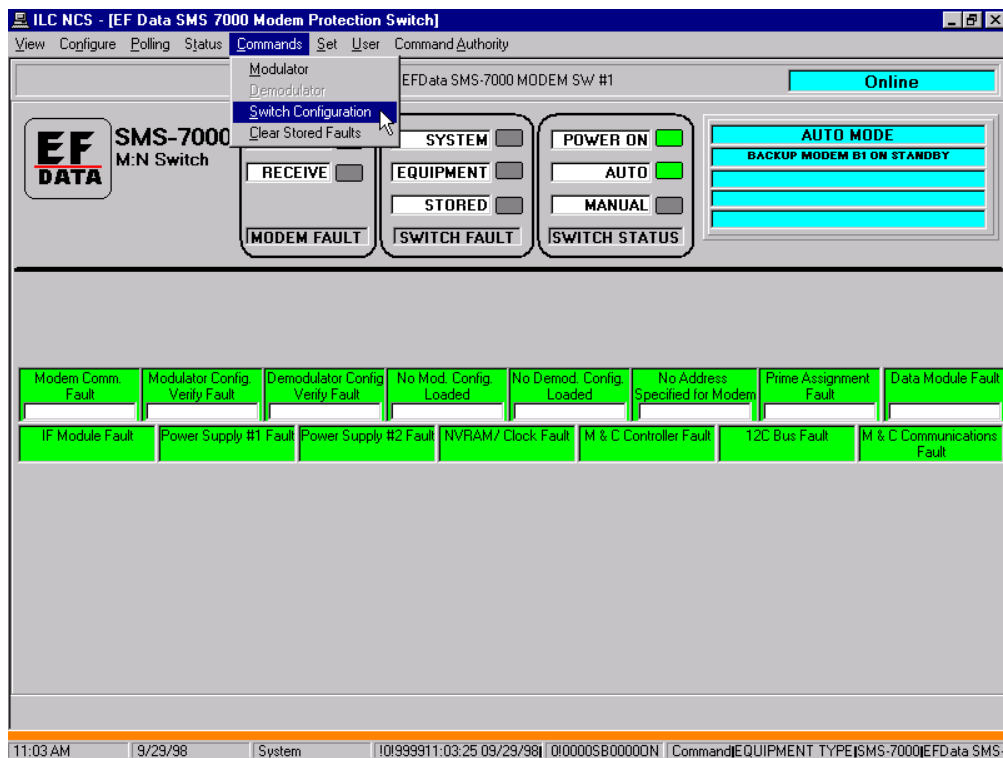 ILC NCS - [EF Data SMS 7000 Modem Protection Switch]
View Configure Polling Status Commands Set User Command Authority
Modulator
Demodulator
Switch Configuration
Clear Stored Faults
EFData SMS-7000 MODEM SW #1
Online
EF
DATA
SMS-7000
M:N Switch
RECEIVE
MODEM FAULT
SYSTEM
EQUIPMENT
STORED
SWITCH FAULT
POWER ON
AUTO
MANUAL
SWITCH STATUS
AUTO MODE
BACKUP MODEM B1 ON STANDBY
Modem Comm.
Fault
Modulator Config.
Verify Fault
Demodulator Config
Verify Fault
No Mod. Config.
Loaded
No Demod. Config.
Loaded
No Address
Specified for Modem
Prime Assignment
Fault
Data Module Fault
IF Module Fault
Power Supply #1 Fault
Power Supply #2 Fault
NVRAM/ Clock Fault
M & C Controller Fault
12C Bus Fault
M & C Communications
Fault
11:03 AM 9/29/98 System !0!999911:03:25 09/29/98| 0!0000SB00000N Command|EQUIPMENT TYPE|SMS-7000|EFData SMS-